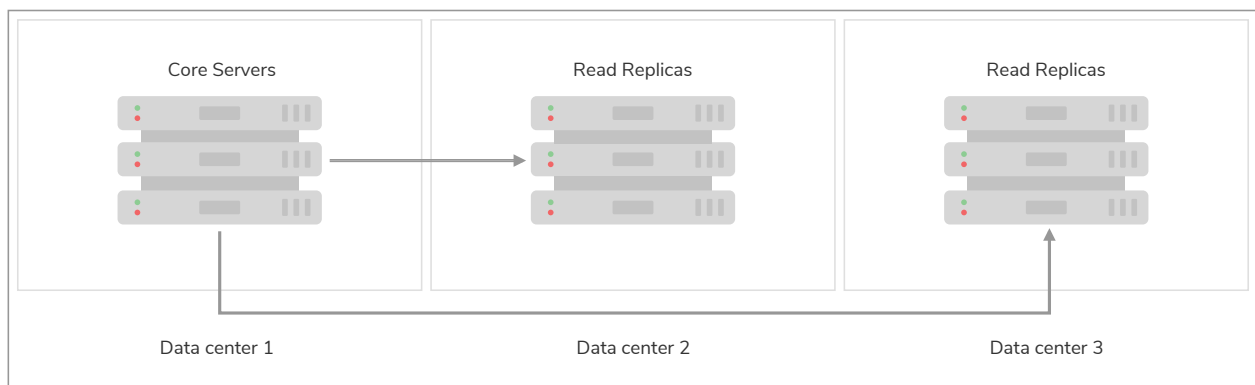 Core Servers
Read Replicas
Read Replicas
Data center 1
Data center 2
Data center 3